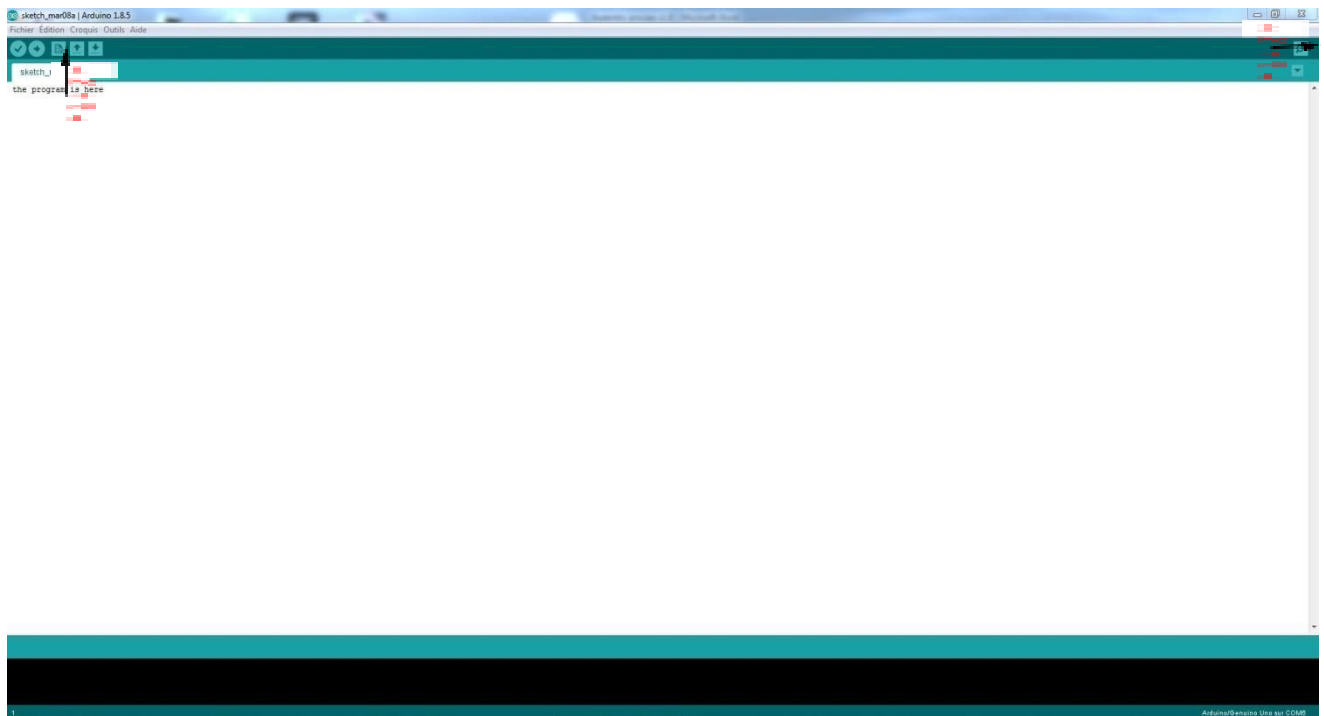 sketch_mar08a | Arduino 1.8.5
Fichier Édition Croquis Outils Aide
the program is here
1
Arduino/Genuino Uno sur COM6